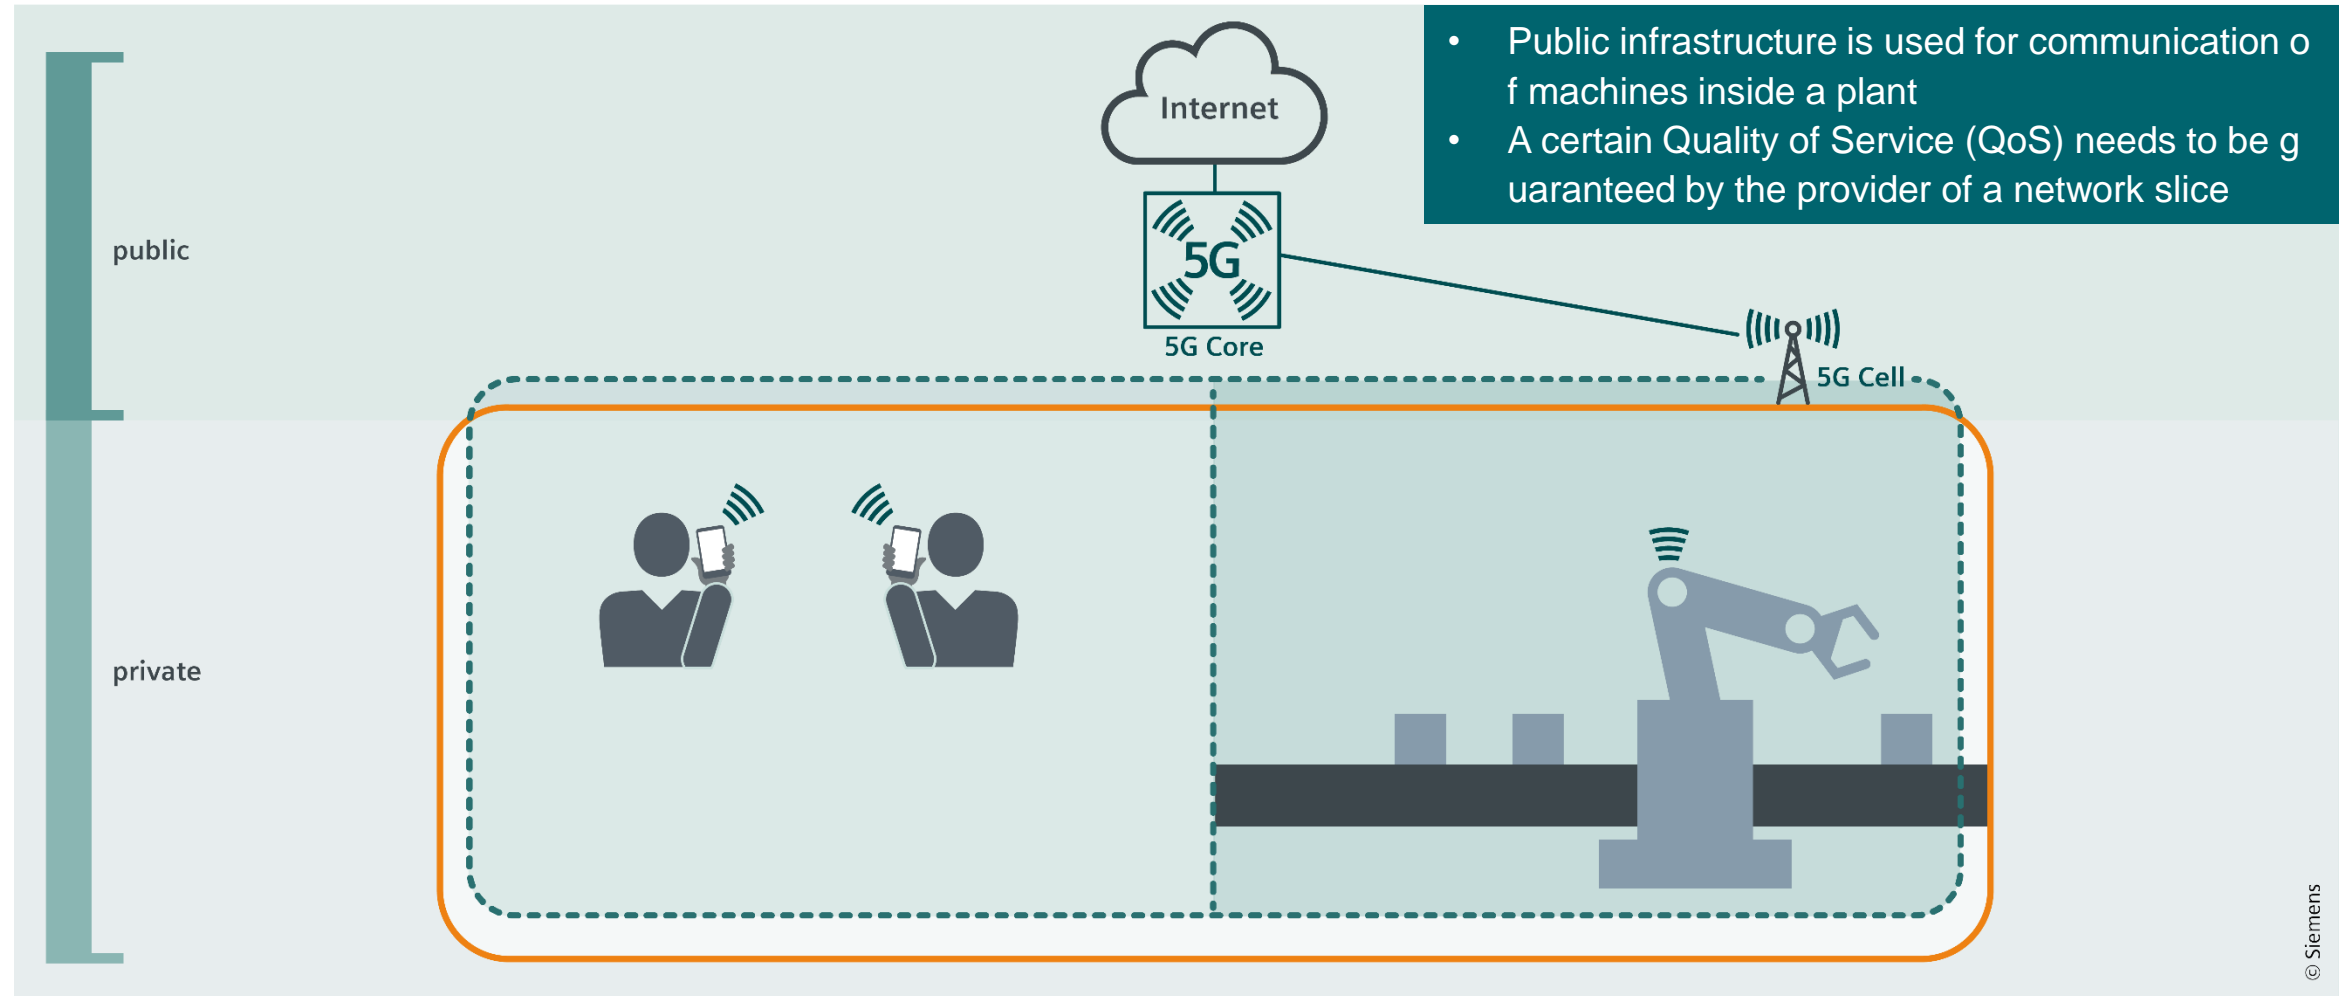 • Public infrastructure is used for communication o
f machines inside a plant
• A certain Quality of Service (QoS) needs to be g
uaranteed by the provider of a network slice
Internet
5G
5G Core
5G Cell
public
private
© Siemens